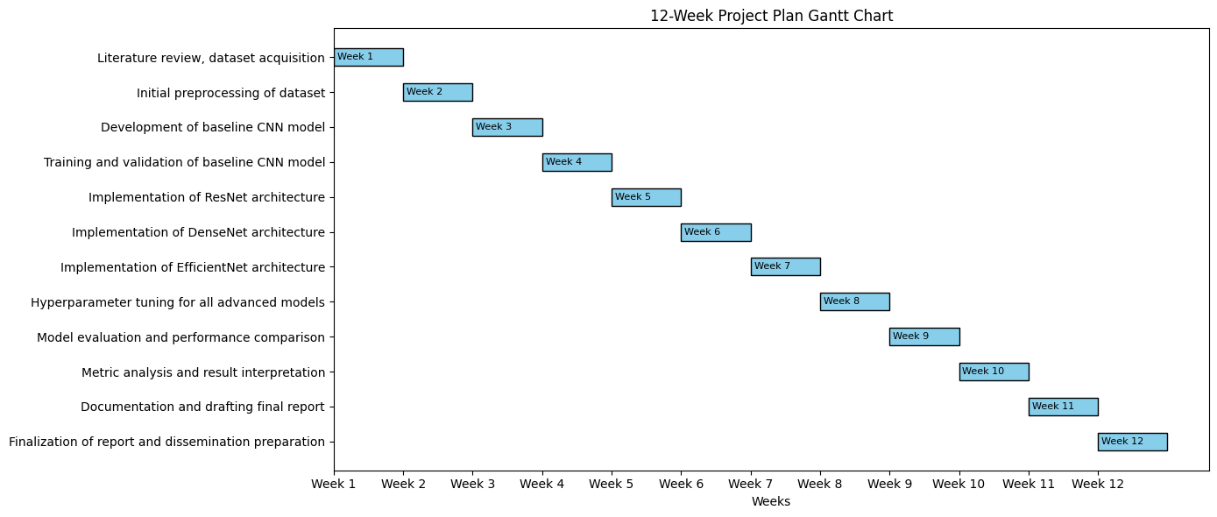 12-Week Project Plan Gantt Chart
Literature review, dataset acquisition
Week 1
Initial preprocessing of dataset
Week 2
Development of baseline CNN model
Week 3
Training and validation of baseline CNN model
Week 4
Implementation of ResNet architecture
Week 5
Implementation of DenseNet architecture
Week 6
Implementation of EfficientNet architecture
Week 7
Hyperparameter tuning for all advanced models
Week 8
Model evaluation and performance comparison
Week 9
Metric analysis and result interpretation
Week 10
Documentation and drafting final report
Week 11
Finalization of report and dissemination preparation
Week 12
Week 1 Week 2 Week 3 Week 4 Week 5 Week 6 Week 7 Week 8 Week 9 Week 10 Week 11 Week 12
Weeks